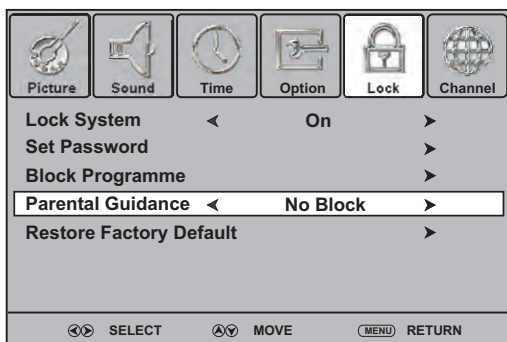 Picture Sound Time Option Lock Channel
Lock System On
Set Password
Block Programme
Parental Guidance No Block
Restore Factory Default
SELECT MOVE MENU RETURN